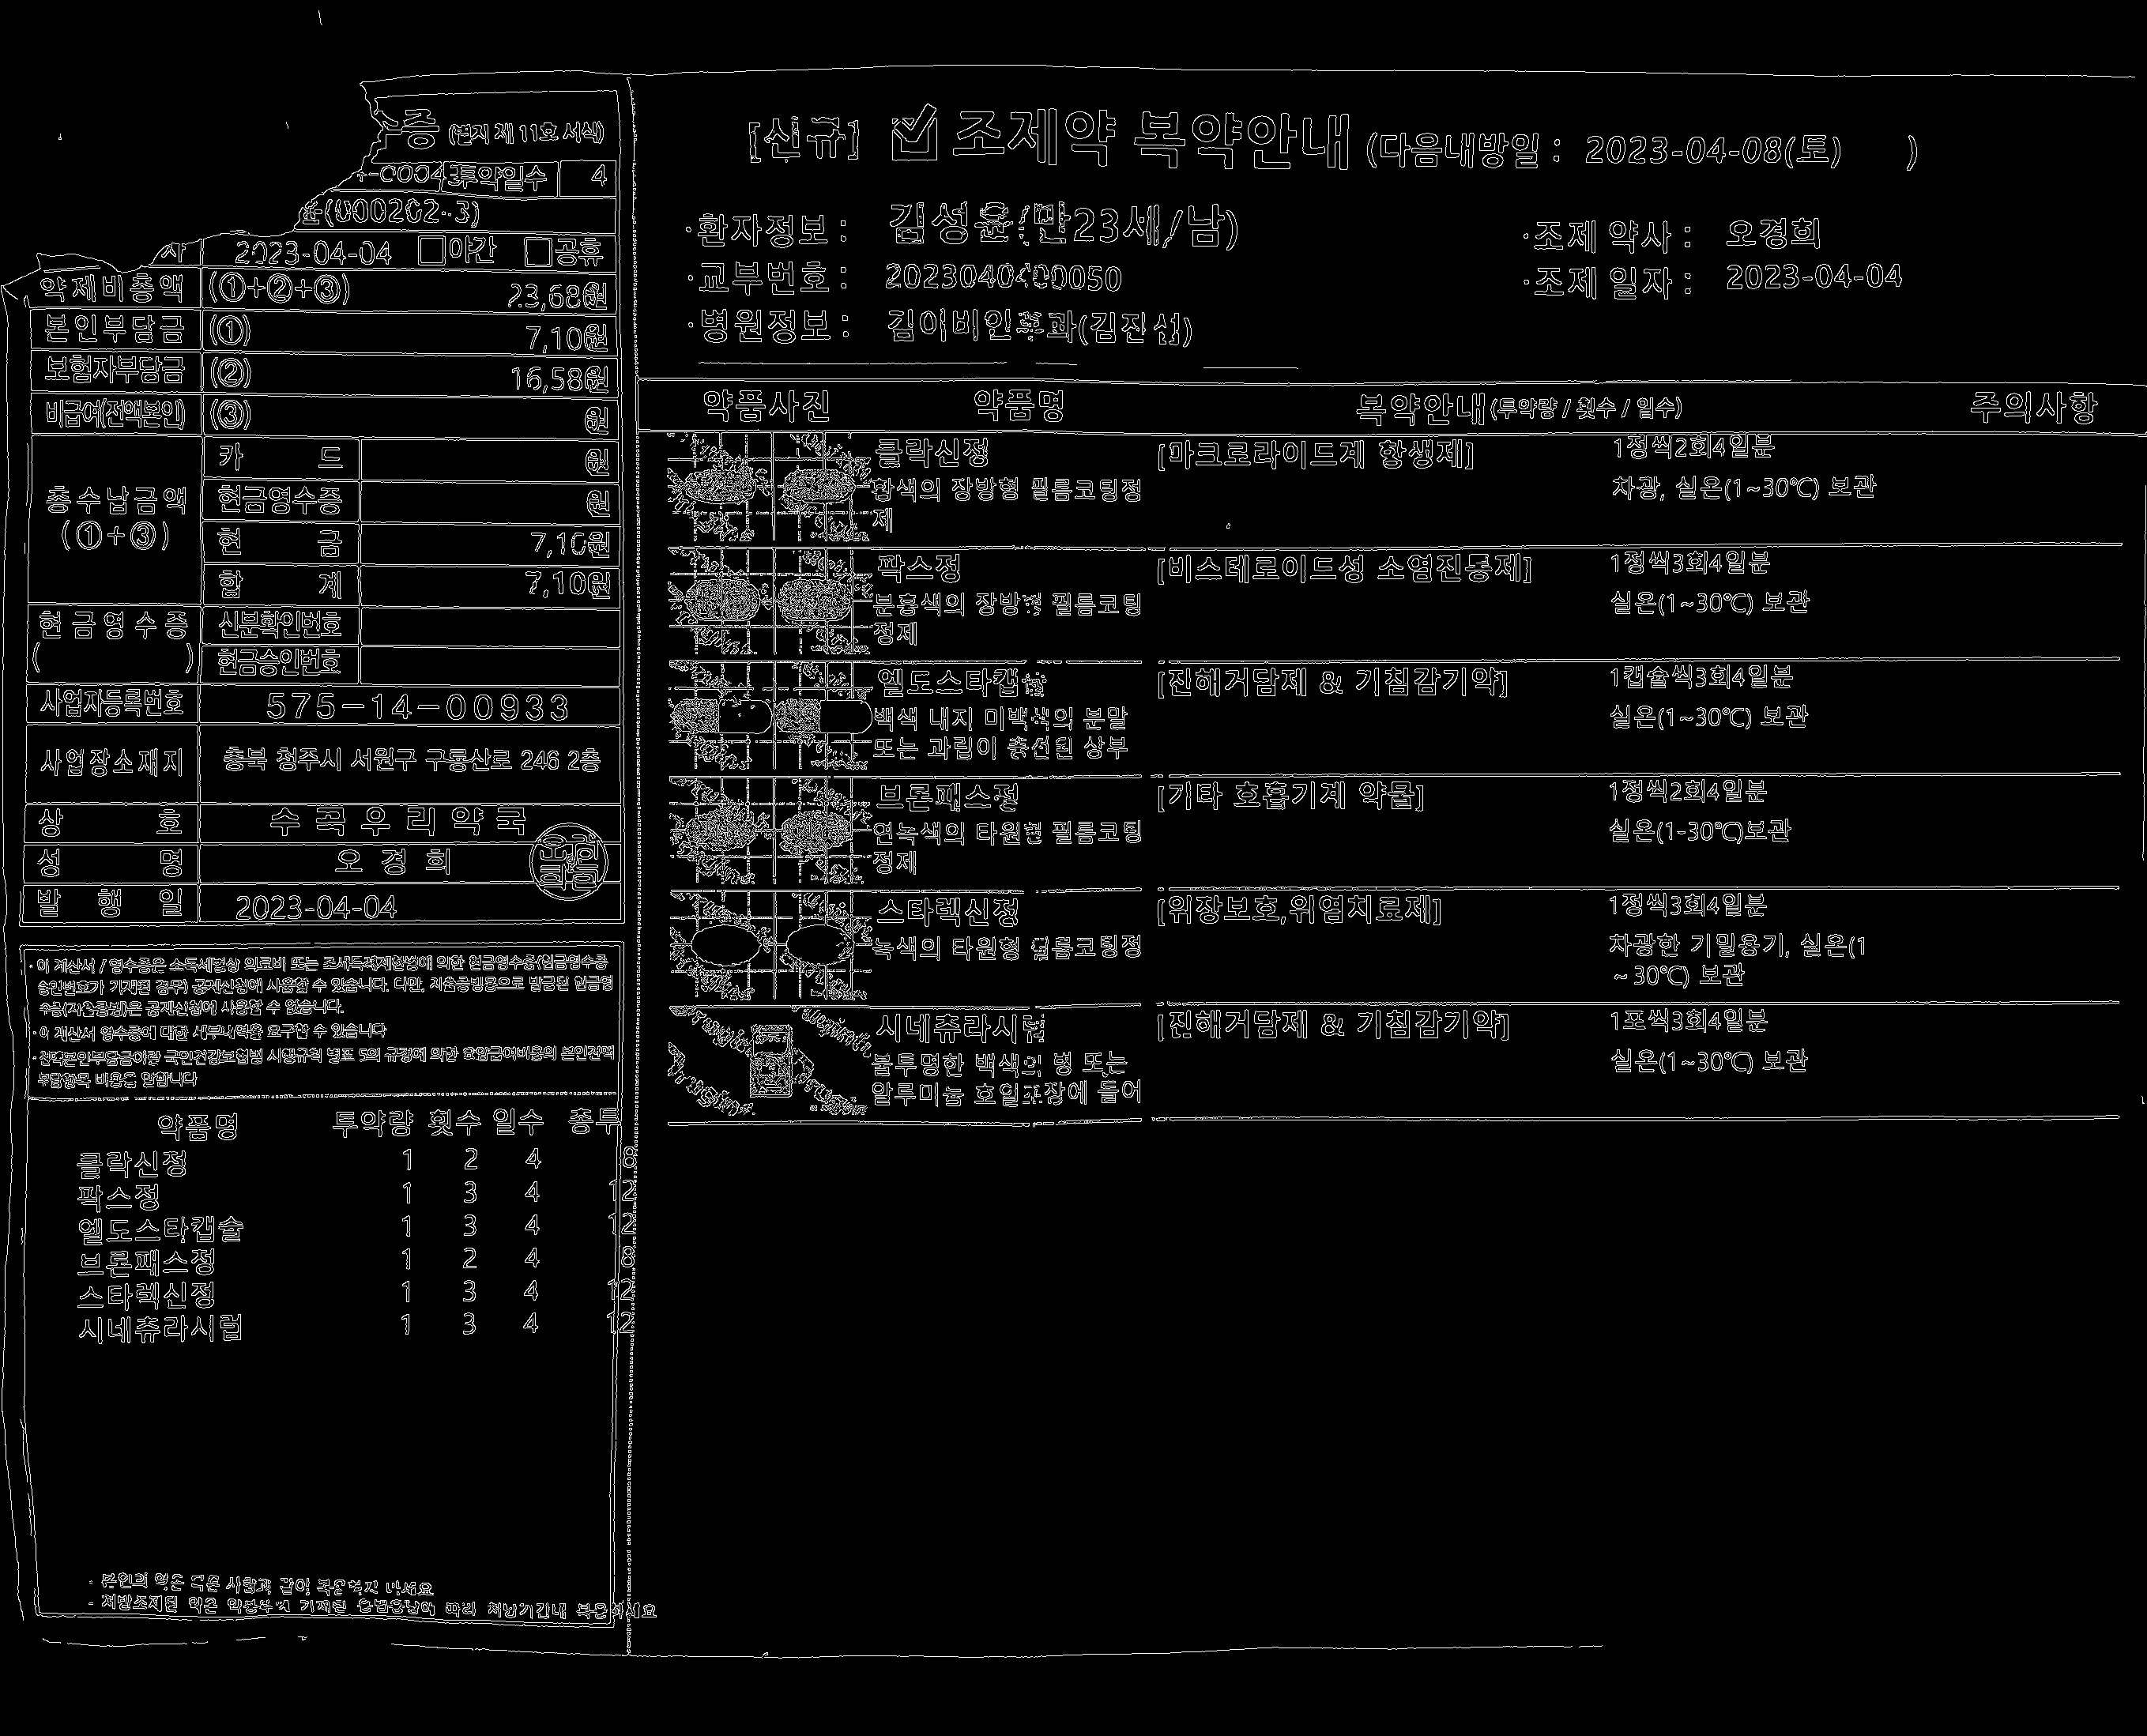 증 (별지 제 11호 서식)
투약일수 4
2023-04-04 □야간 □공휴
약 제 비 총 액 (①+②+③) 23,680원
본인부담금 (①) 7,100원
보험자부담금 (②) 16,580원
비급여(전액본인) (③) 원
총 수 납 금 액 (①+③)
카 드 원
현금영수증 원
현 금 7,100원
합 계 7,100원
현 금 영 수 증 ( )
신분확인번호
현금승인번호
사업자등록번호 575-14-00933
사업장소재지 충북 청주시 서원구 구룡산로 246 2층
상 호 수 곡 우 리 약 국
성 명 오 경 희
발 행 일 2023-04-04
· 이 계산서 / 영수증은 소득세법상 의료비 또는 조세특례제한법에 의한 현금영수증(현금영수증
승인번호가 기재된 경우) 공제신청에 사용할 수 있습니다. 다만, 지출증빙용으로 발급된 현금영
수증(지출증빙)은 공제신청에 사용할 수 없습니다.
· 이 계산서 영수증에 대한 세부내역을 요구할 수 있습니다
· 전액본인부담금이란 국민건강보험법 시행규칙 별표 5의 규정에 의한 요양급여비용의 본인전액
부담항목 비용을 말합니다
약품명 투약량 횟수 일수 총투
클락신정 1 2 4 8
팍스정 1 3 4 12
엘도스타캡슐 1 3 4 12
브론패스정 1 2 4 8
스타렉신정 1 3 4 12
시네츄라시럽 1 3 4 12
· 본인의 약은 다른 사람과 같이 복용하지 마세요
- 처방조제된 약은 약봉투에 기재된 용법용량에 따라 처방기간내 복용하세요
[신규] 조제약 복약안내 (다음내방일 : 2023-04-08(토) )
·환자정보 : 김성윤(만23세/남)
·조제 약사 : 오경희
·교부번호 : 2023040400050
·조제 일자 : 2023-04-04
·병원정보 : 김이비인후과(김진섭)
약품사진 약품명 복약안내(투약량 / 횟수 / 일수) 주의사항
클락신정 [마크로라이드계 항생제] 1정씩2회4일분
황색의 장방형 필름코팅정 차광, 실온(1~30℃) 보관
제
팍스정 [비스테로이드성 소염진통제] 1정씩3회4일분
분홍색의 장방형 필름코팅 실온(1~30℃) 보관
정제
엘도스타캡슐 [진해거담제 & 기침감기약] 1캡슐씩3회4일분
백색 내지 미백색의 분말 실온(1~30℃) 보관
또는 과립이 충전된 상부
브론패스정 [기타 호흡기계 약물] 1정씩2회4일분
연녹색의 타원형 필름코팅 실온(1-30℃)보관
정제
스타렉신정 [위장보호,위염치료제] 1정씩3회4일분
녹색의 타원형 필름코팅정 차광한 기밀용기, 실온(1
~30℃) 보관
시네츄라시럽 [진해거담제 & 기침감기약] 1포씩3회4일분
불투명한 백색의 병 또는 실온(1~30℃) 보관
알루미늄 호일포장에 들어